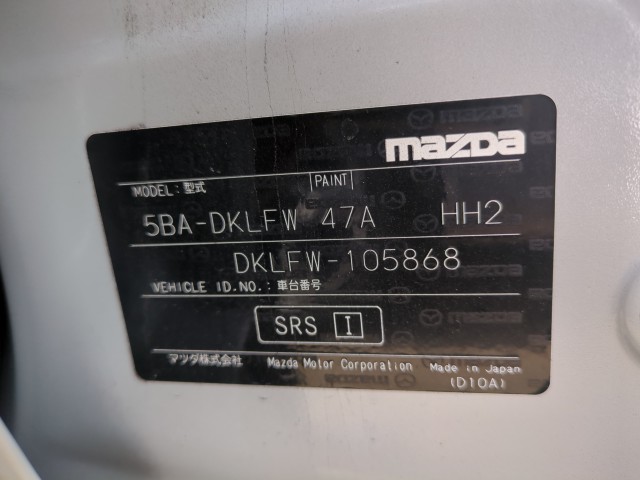 mazda
MODEL:型式 PAINT
5BA-DKLFW 47A HH2
DKLFW-105868
VEHICLE ID.NO.:車台番号
SRS I
マツダ株式会社 Mazda Motor Corporation Made in Japan
(D10A)